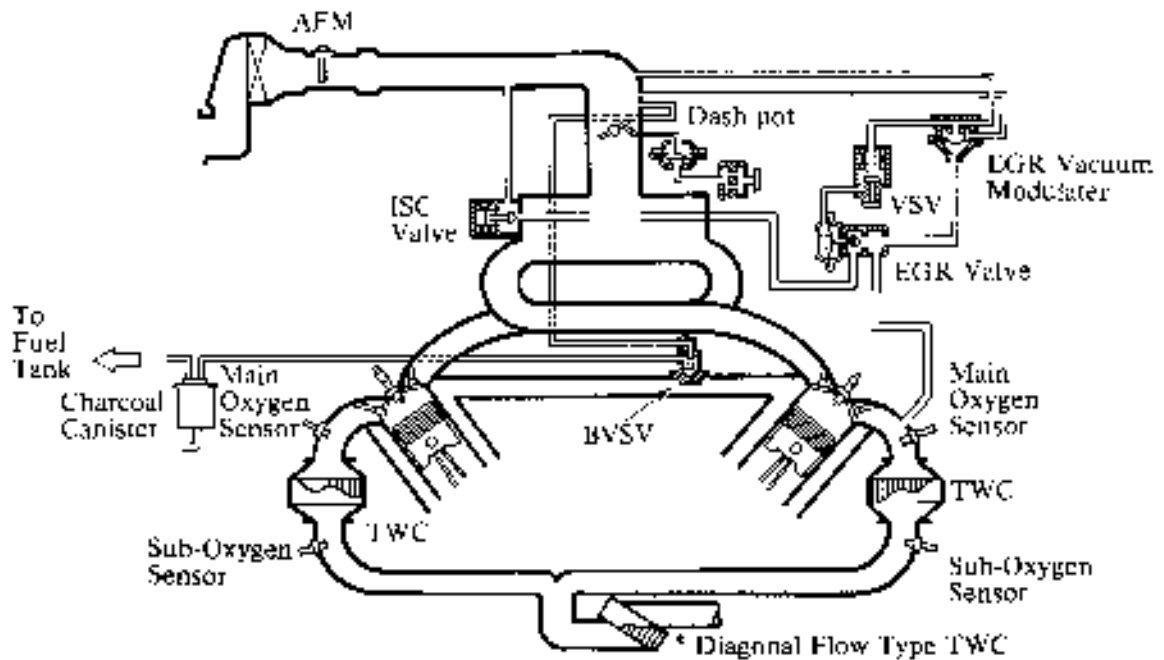 AFM
Dash pot
EGR Vacuum
Modulater
VSV
ISC
Valve
EGR Valve
To
Fuel
Tank
Charcoal
Canister
Main
Oxygen
Sensor
BVSV
Main
Oxygen
Sensor
TWC
TWC
Sub-Oxygen
Sensor
Sub-Oxygen
Sensor
* Diagonal Flow Type TWC